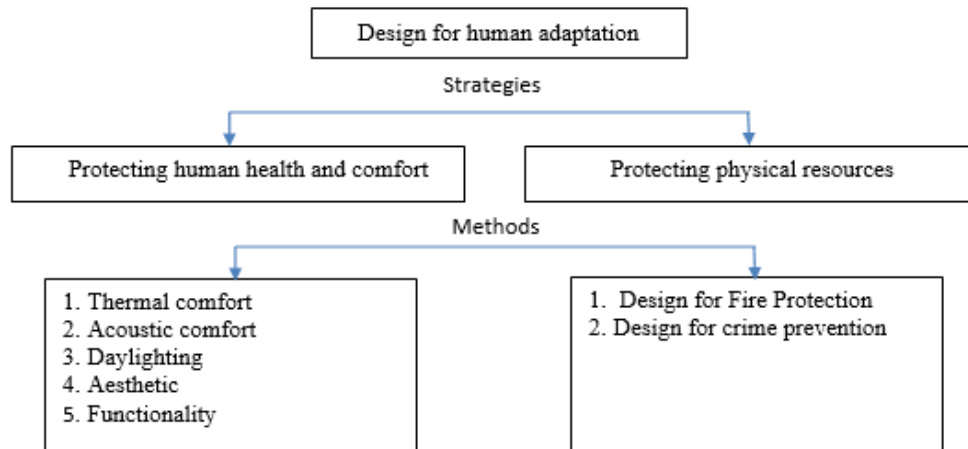 Design for human adaptation
Strategies
Protecting human health and comfort
Protecting physical resources
Methods
1. Thermal comfort
2. Acoustic comfort
3. Daylighting
4. Aesthetic
5. Functionality
1. Design for Fire Protection
2. Design for crime prevention